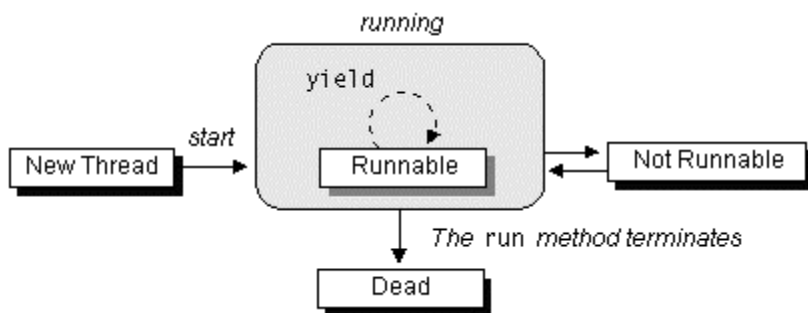 running
yield
start
New Thread
Runnable
Not Runnable
The run method terminates
Dead